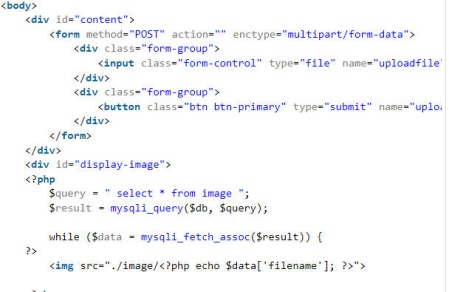 <body>
<div id="content">
<form method="POST" action="" enctype="multipart/form-data">
<div class="form-group">
<input class="form-control" type="file" name="uploadfile"
</div>
<div class="form-group">
<button class="btn btn-primary" type="submit" name="uplo
</div>
</form>
</div>
<div id="display-image">
<?php
$query = " select * from image ";
$result = mysqli_query($db, $query);
while ($data = mysqli_fetch_assoc($result)) {
?>
<img src="./image/<?php echo $data['filename']; ?>">